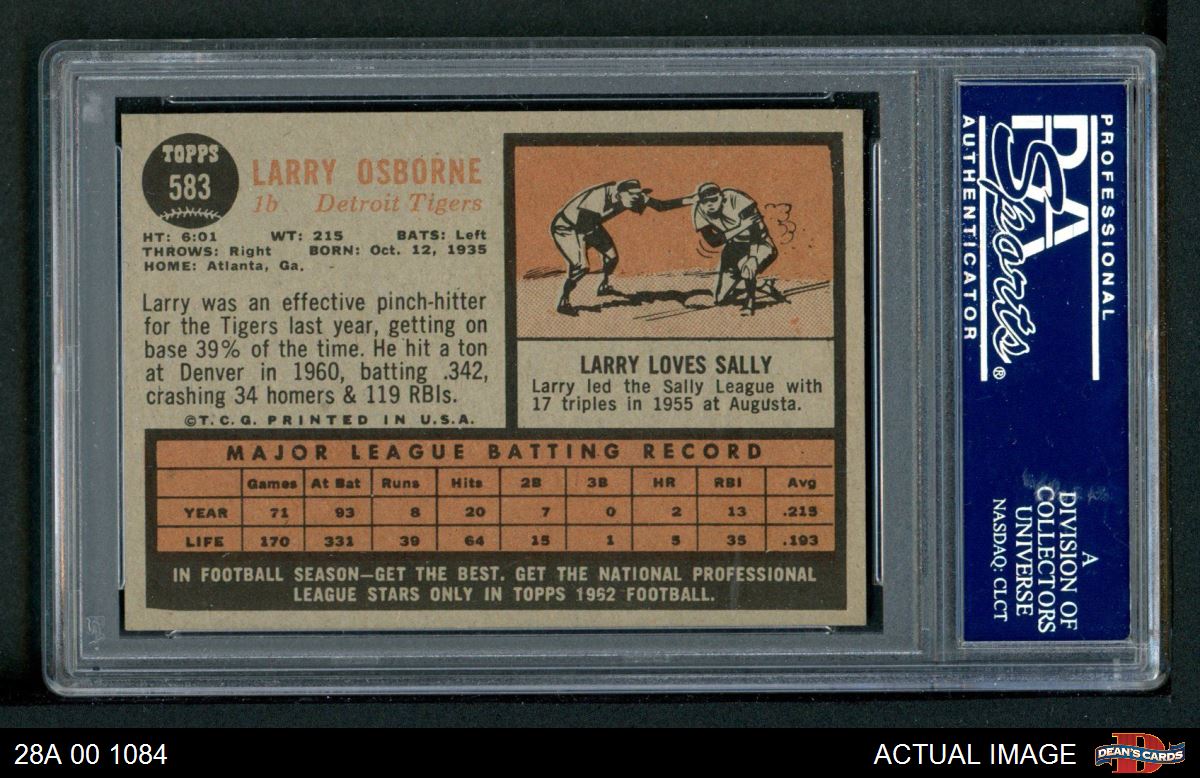 TOPPS
583
LARRY OSBORNE
1b Detroit Tigers
HT: 6:01 WT: 215 BATS: Left
THROWS: Right BORN: Oct. 12, 1935
HOME: Atlanta, Ga.
Larry was an effective pinch-hitter
for the Tigers last year, getting on
base 39% of the time. He hit a ton
at Denver in 1960, batting .342,
crashing 34 homers & 119 RBIs.
©T.C.G. PRINTED IN U.S.A.
LARRY LOVES SALLY
Larry led the Sally League with
17 triples in 1955 at Augusta.
MAJOR LEAGUE BATTING RECORD
Games At Bat Runs Hits 2B 3B HR RBI Avg
YEAR 71 93 8 20 7 0 2 13 .215
LIFE 170 331 39 64 15 1 5 35 .193
IN FOOTBALL SEASON—GET THE BEST. GET THE NATIONAL PROFESSIONAL
LEAGUE STARS ONLY IN TOPPS 1962 FOOTBALL.
PROFESSIONAL
PSA
Sports®
AUTHENTICATOR
A
DIVISION OF
COLLECTORS
UNIVERSE
NASDAQ: CLCT
28A 00 1084
ACTUAL IMAGE
DEAN'S CARDS